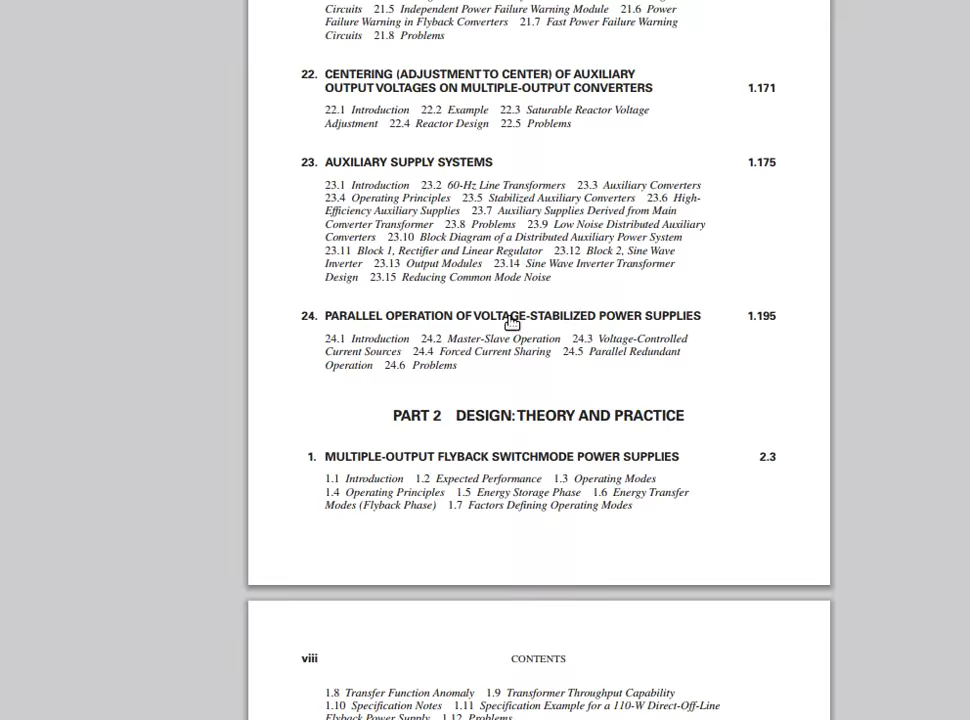 Circuits 21.5 Independent Power Failure Warning Module 21.6 Power
Failure Warning in Flyback Converters 21.7 Fast Power Failure Warning
Circuits 21.8 Problems
22. CENTERING (ADJUSTMENT TO CENTER) OF AUXILIARY
OUTPUT VOLTAGES ON MULTIPLE-OUTPUT CONVERTERS 1.171
22.1 Introduction 22.2 Example 22.3 Saturable Reactor Voltage
Adjustment 22.4 Reactor Design 22.5 Problems
23. AUXILIARY SUPPLY SYSTEMS 1.175
23.1 Introduction 23.2 60-Hz Line Transformers 23.3 Auxiliary Converters
23.4 Operating Principles 23.5 Stabilized Auxiliary Converters 23.6 High-
Efficiency Auxiliary Supplies 23.7 Auxiliary Supplies Derived from Main
Converter Transformer 23.8 Problems 23.9 Low Noise Distributed Auxiliary
Converters 23.10 Block Diagram of a Distributed Auxiliary Power System
23.11 Block 1, Rectifier and Linear Regulator 23.12 Block 2, Sine Wave
Inverter 23.13 Output Modules 23.14 Sine Wave Inverter Transformer
Design 23.15 Reducing Common Mode Noise
24. PARALLEL OPERATION OF VOLTAGE-STABILIZED POWER SUPPLIES 1.195
24.1 Introduction 24.2 Master-Slave Operation 24.3 Voltage-Controlled
Current Sources 24.4 Forced Current Sharing 24.5 Parallel Redundant
Operation 24.6 Problems
PART 2 DESIGN: THEORY AND PRACTICE
1. MULTIPLE-OUTPUT FLYBACK SWITCHMODE POWER SUPPLIES 2.3
1.1 Introduction 1.2 Expected Performance 1.3 Operating Modes
1.4 Operating Principles 1.5 Energy Storage Phase 1.6 Energy Transfer
Modes (Flyback Phase) 1.7 Factors Defining Operating Modes
viii CONTENTS
1.8 Transfer Function Anomaly 1.9 Transformer Throughput Capability
1.10 Specification Notes 1.11 Specification Example for a 110-W Direct-Off-Line
Flyback Power Supply 1.12 Problems